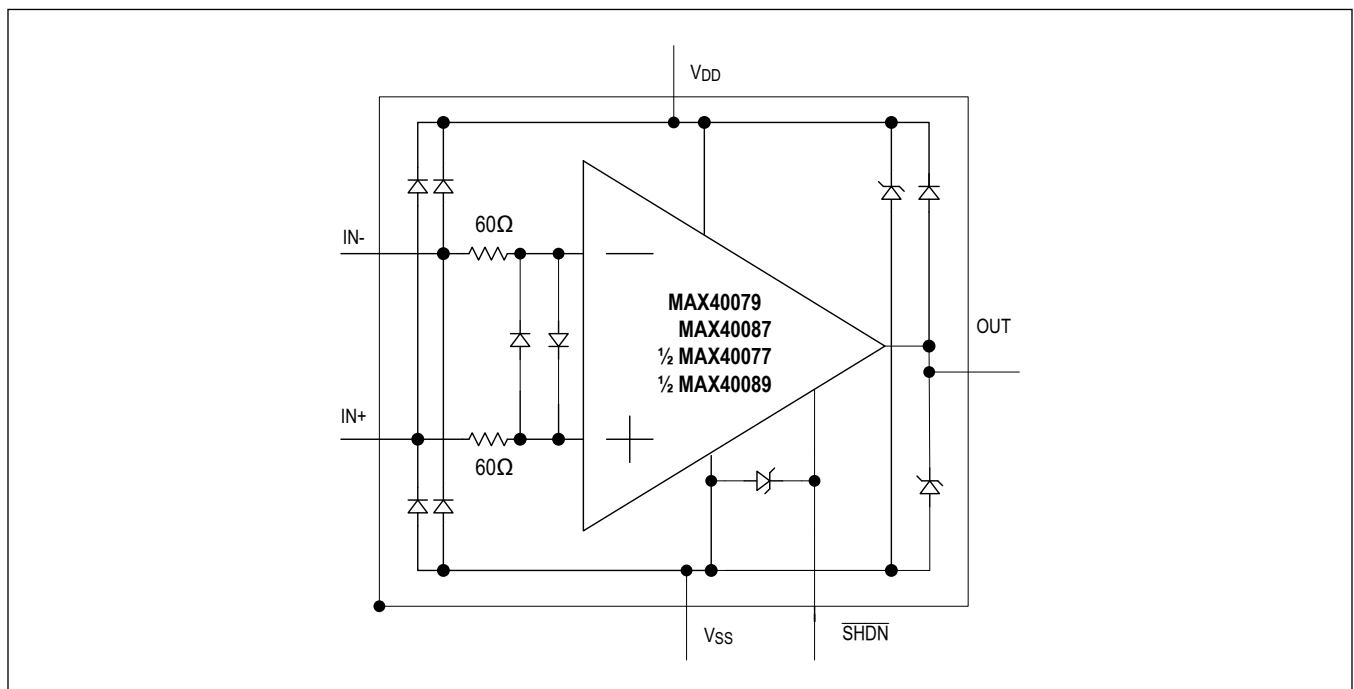 VDD
60Ω
IN-
MAX40079
MAX40087
½ MAX40077
½ MAX40089
OUT
IN+
60Ω
VSS
SHDN